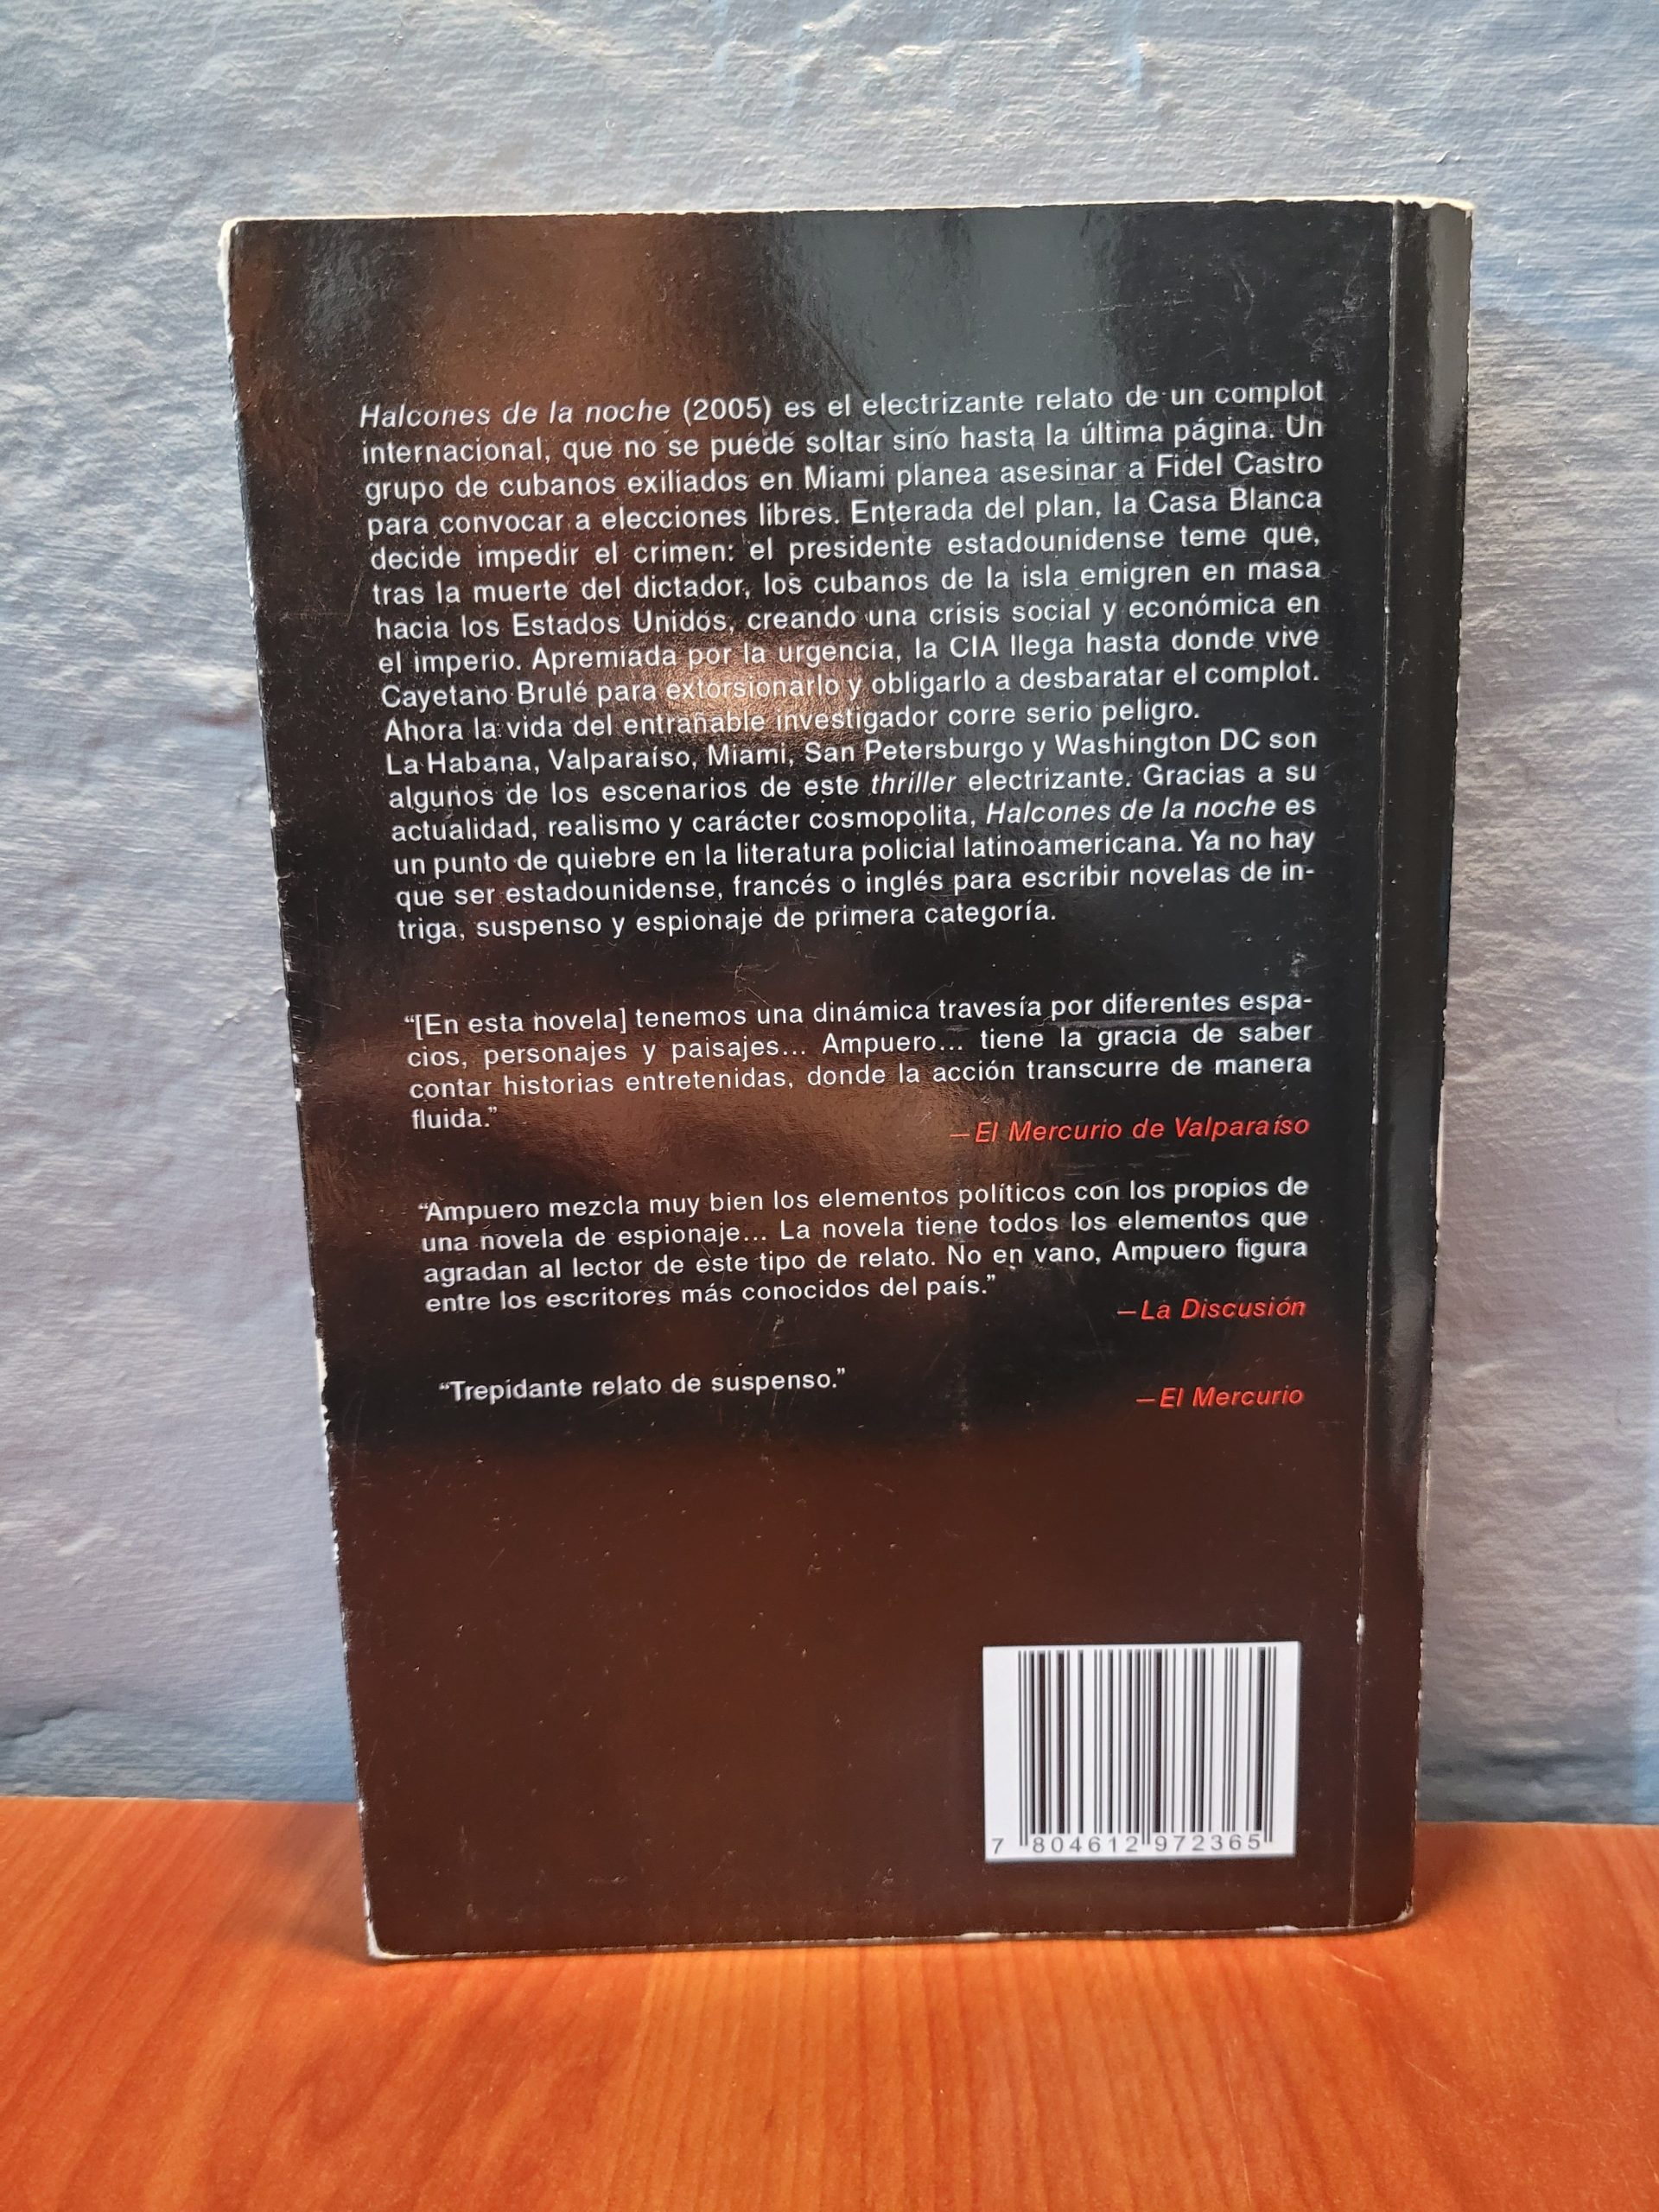 Halcones de la noche (2005) es el electrizante relato de un complot
internacional, que no se puede soltar sino hasta la última página. Un
grupo de cubanos exiliados en Miami planea asesinar a Fidel Castro
para convocar a elecciones libres. Enterada del plan, la Casa Blanca
decide impedir el crimen: el presidente estadounidense teme que,
tras la muerte del dictador, los cubanos de la isla emigren en masa
hacia los Estados Unidos, creando una crisis social y económica en
el imperio. Apremiada por la urgencia, la CIA llega hasta donde vive
Cayetano Brulé para extorsionarlo y obligarlo a desbaratar el complot.
Ahora la vida del entrañable investigador corre serio peligro.
La Habana, Valparaíso, Miami, San Petersburgo y Washington DC son
algunos de los escenarios de este thriller electrizante. Gracias a su
actualidad, realismo y carácter cosmopolita, Halcones de la noche es
un punto de quiebre en la literatura policial latinoamericana. Ya no hay
que ser estadounidense, francés o inglés para escribir novelas de in-
triga, suspenso y espionaje de primera categoría.
“[En esta novela] tenemos una dinámica travesía por diferentes espa-
cios, personajes y paisajes... Ampuero... tiene la gracia de saber
contar historias entretenidas, donde la acción transcurre de manera
fluida.”
—El Mercurio de Valparaíso
“Ampuero mezcla muy bien los elementos políticos con los propios de
una novela de espionaje... La novela tiene todos los elementos que
agradan al lector de este tipo de relato. No en vano, Ampuero figura
entre los escritores más conocidos del país.”
—La Discusión
“Trepidante relato de suspenso.”
—El Mercurio
7 804612 972365